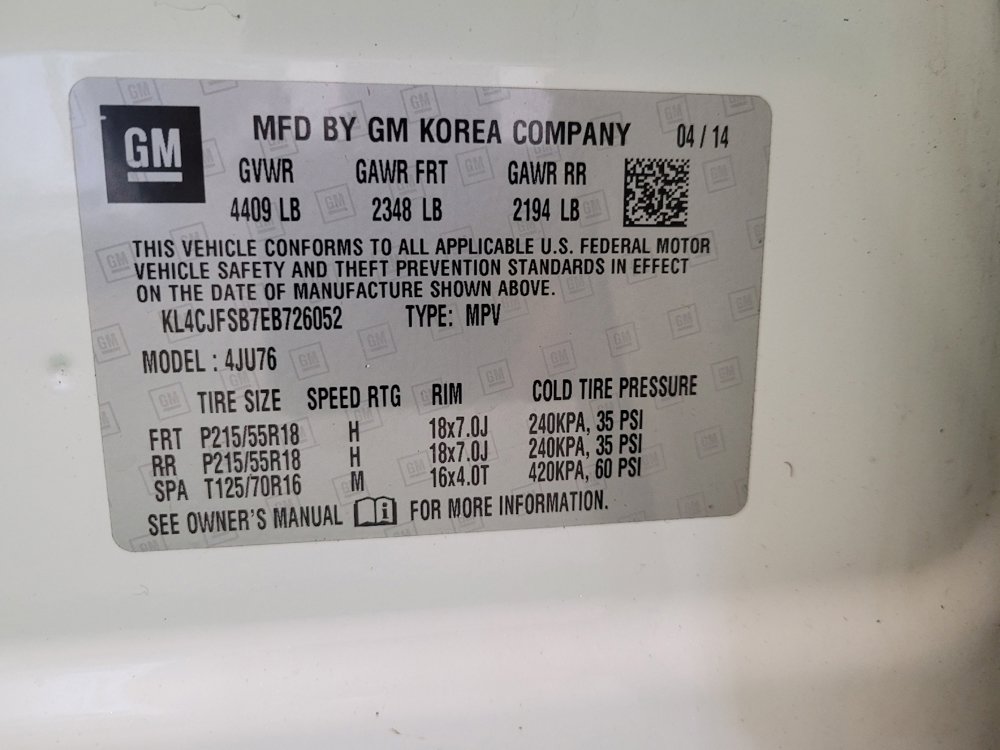 GM
MFD BY GM KOREA COMPANY 04 / 14
GVWR GAWR FRT GAWR RR
4409 LB 2348 LB 2194 LB
THIS VEHICLE CONFORMS TO ALL APPLICABLE U.S. FEDERAL MOTOR
VEHICLE SAFETY AND THEFT PREVENTION STANDARDS IN EFFECT
ON THE DATE OF MANUFACTURE SHOWN ABOVE.
KL4CJFSB7EB726052 TYPE: MPV
MODEL : 4JU76
TIRE SIZE SPEED RTG RIM COLD TIRE PRESSURE
FRT P215/55R18 H 18x7.0J 240KPA, 35 PSI
RR P215/55R18 H 18x7.0J 240KPA, 35 PSI
SPA T125/70R16 M 16x4.0T 420KPA, 60 PSI
SEE OWNER'S MANUAL i FOR MORE INFORMATION.